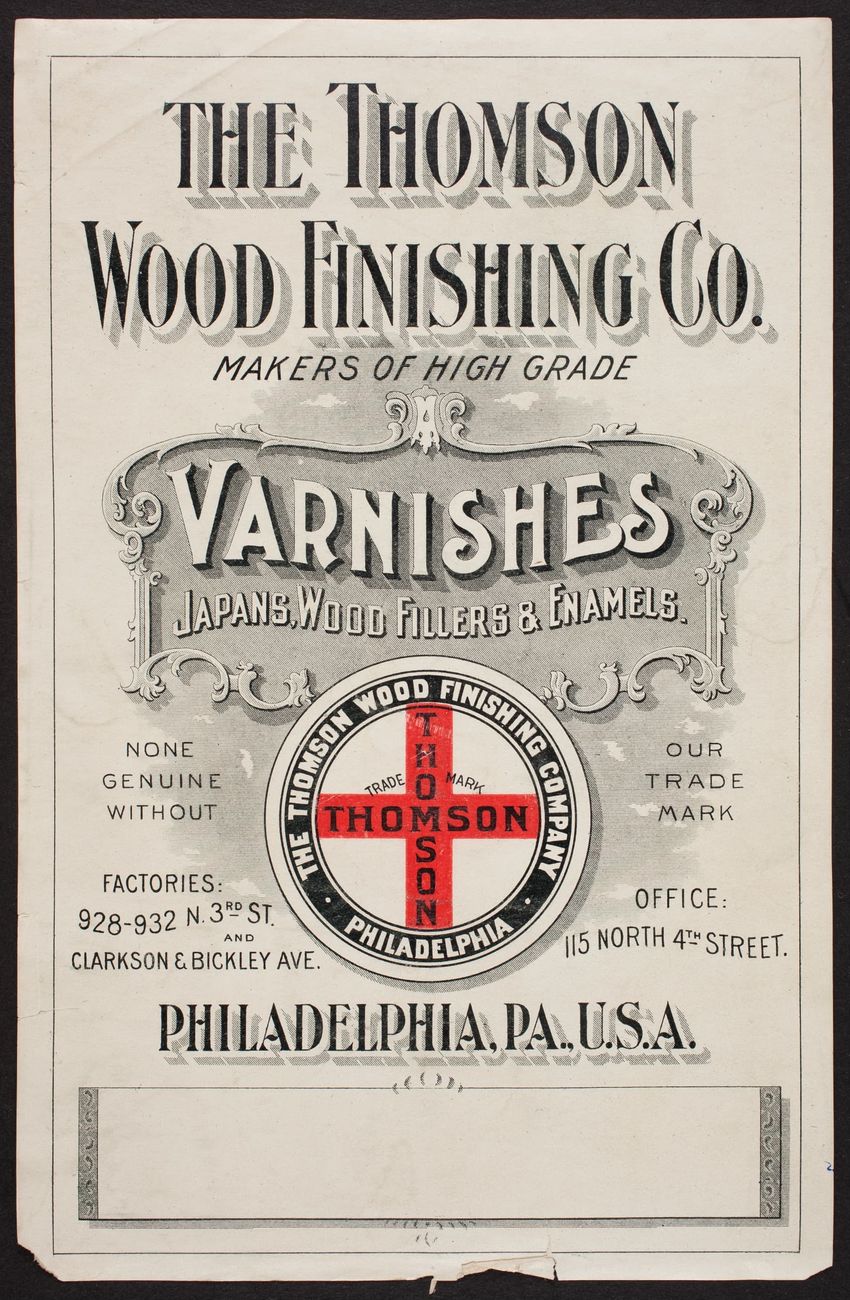 THE THOMSON
WOOD FINISHING CO.
MAKERS OF HIGH GRADE
VARNISHES
JAPANS, WOOD FILLERS & ENAMELS.
THE THOMSON WOOD FINISHING COMPANY
· PHILADELPHIA ·
TRADE MARK
THOMSON
THOMSON
NONE
GENUINE
WITHOUT
OUR
TRADE
MARK
FACTORIES:
928-932 N. 3RD ST.
AND
CLARKSON & BICKLEY AVE.
OFFICE:
115 NORTH 4TH STREET.
PHILADELPHIA, PA., U.S.A.